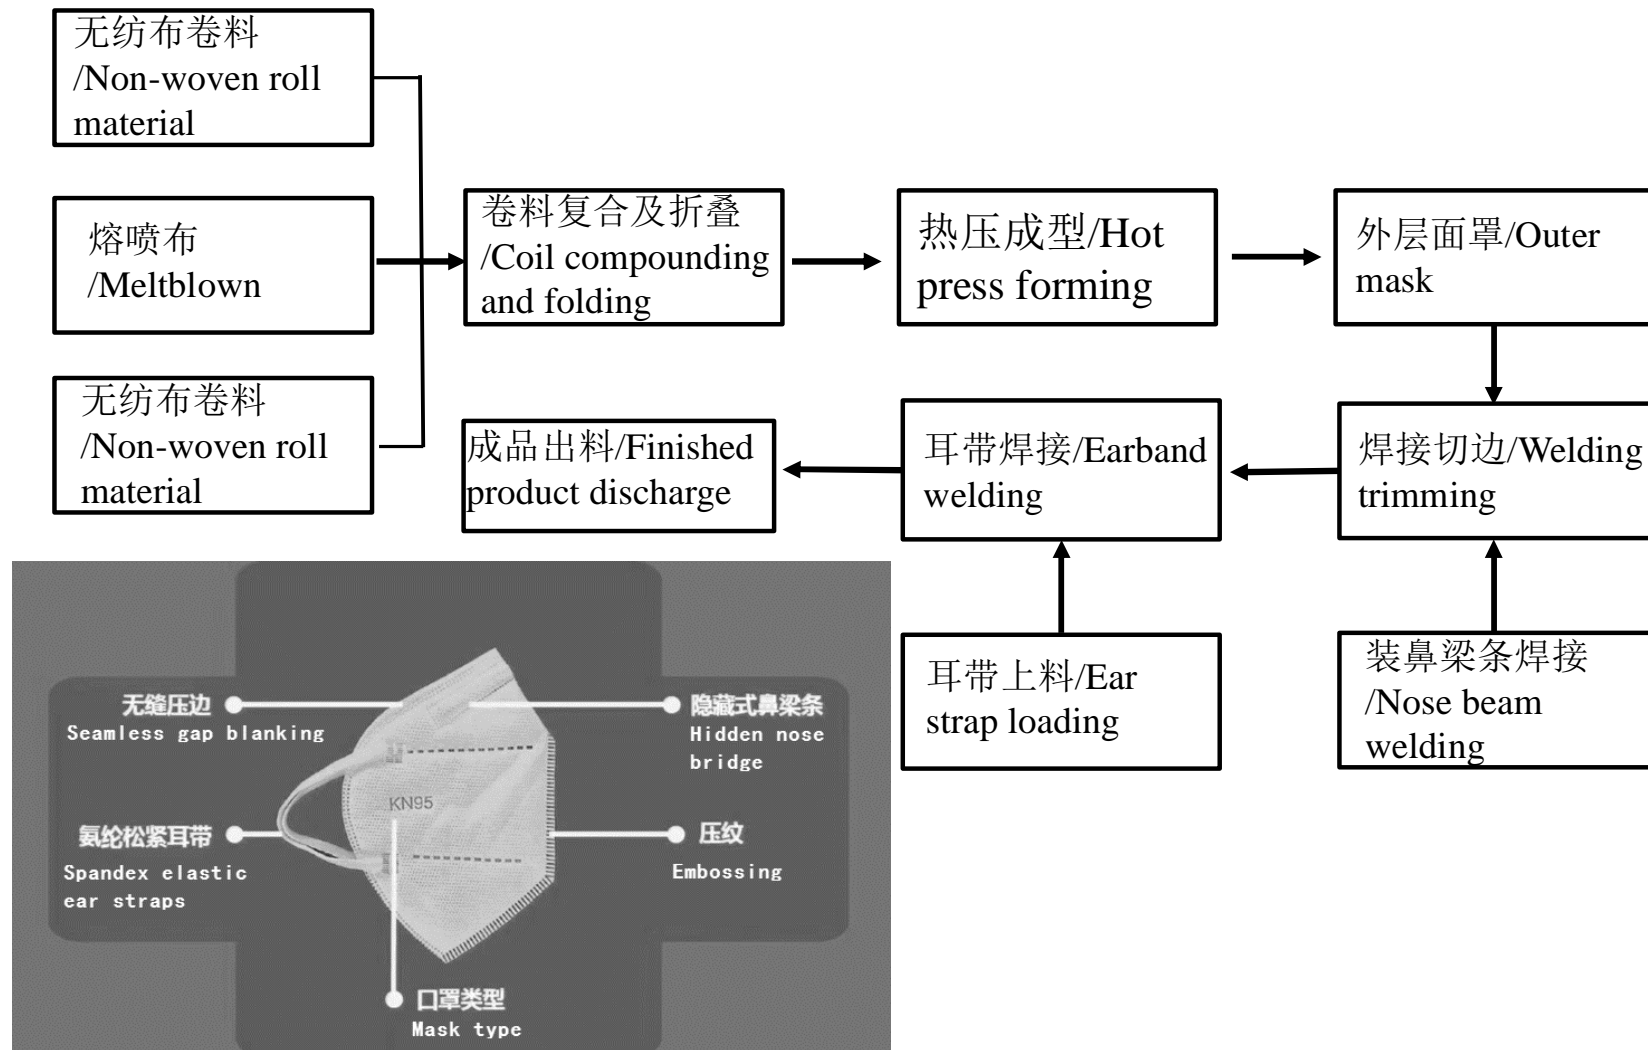 无纺布卷料
/Non-woven roll
material
熔喷布
/Meltblown
无纺布卷料
/Non-woven roll
material
卷料复合及折叠
/Coil compounding
and folding
热压成型/Hot
press forming
外层面罩/Outer
mask
焊接切边/Welding
trimming
装鼻梁条焊接
/Nose beam
welding
耳带焊接/Earband
welding
耳带上料/Ear
strap loading
成品出料/Finished
product discharge
无缝压边
Seamless gap blanking
隐藏式鼻梁条
Hidden nose
bridge
KN95
氨纶松紧耳带
Spandex elastic
ear straps
压纹
Embossing
口罩类型
Mask type